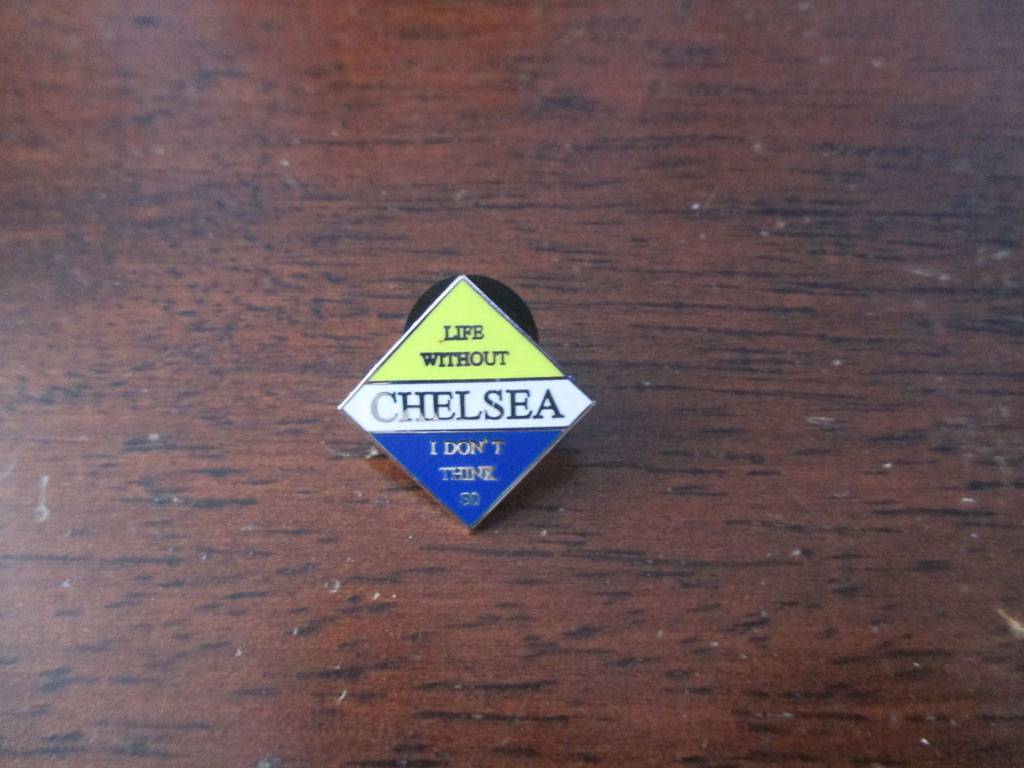 LIFE
WITHOUT
CHELSEA
I DON'T
THINK
SO